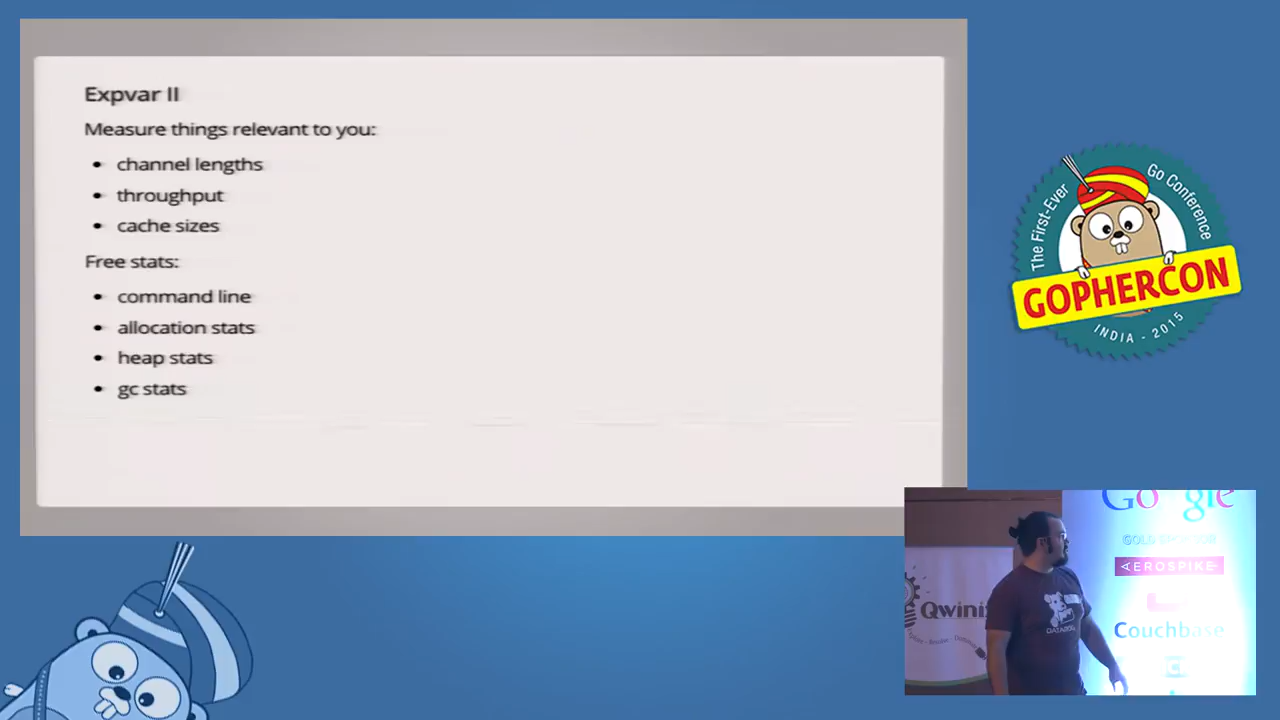 Expvar II
Measure things relevant to you:
channel lengths
throughput
cache sizes
Free stats:
command line
allocation stats
heap stats
gc stats
The First-Ever
Go Conference
GOPHERCON
INDIA - 2015
Google
AEROSPIKE
Qwinix
Couchbase
DATADOG